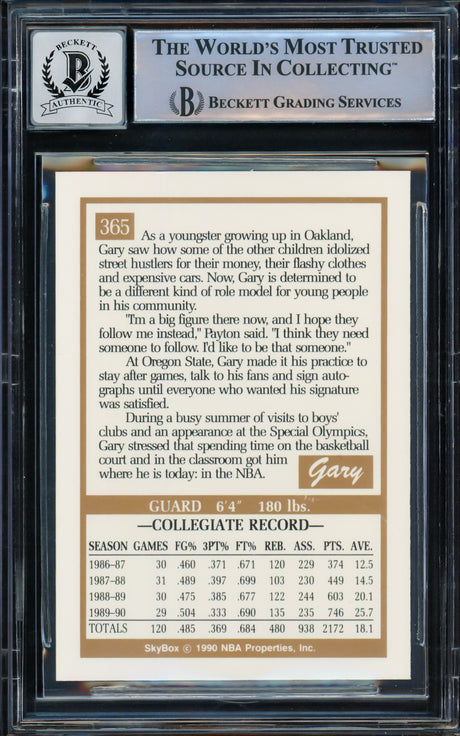 BECKETT
B
AUTHENTIC
THE WORLD'S MOST TRUSTED
SOURCE IN COLLECTING™
B BECKETT GRADING SERVICES
365
As a youngster growing up in Oakland,
Gary saw how some of the other children idolized
street hustlers for their money, their flashy clothes
and expensive cars. Now, Gary is determined to
be a different kind of role model for young people
in his community.
"I'm a big figure there now, and I hope they
follow me instead," Payton said. "I think they need
someone to follow. I'd like to be that someone."
At Oregon State, Gary made it his practice to
stay after games, talk to his fans and sign auto-
graphs until everyone who wanted his signature
was satisfied.
During a busy summer of visits to boys'
clubs and an appearance at the Special Olympics,
Gary stressed that spending time on the basketball
court and in the classroom got him
where he is today: in the NBA.
Gary
GUARD 6'4" 180 lbs.
—COLLEGIATE RECORD—
SEASON GAMES FG% 3PT% FT% REB. ASS. PTS. AVE.
1986-87 30 .460 .371 .671 120 229 374 12.5
1987-88 31 .489 .397 .699 103 230 449 14.5
1988-89 30 .475 .385 .677 122 244 603 20.1
1989-90 29 .504 .333 .690 135 235 746 25.7
TOTALS 120 .485 .369 .684 480 938 2172 18.1
SkyBox © 1990 NBA Properties, Inc.